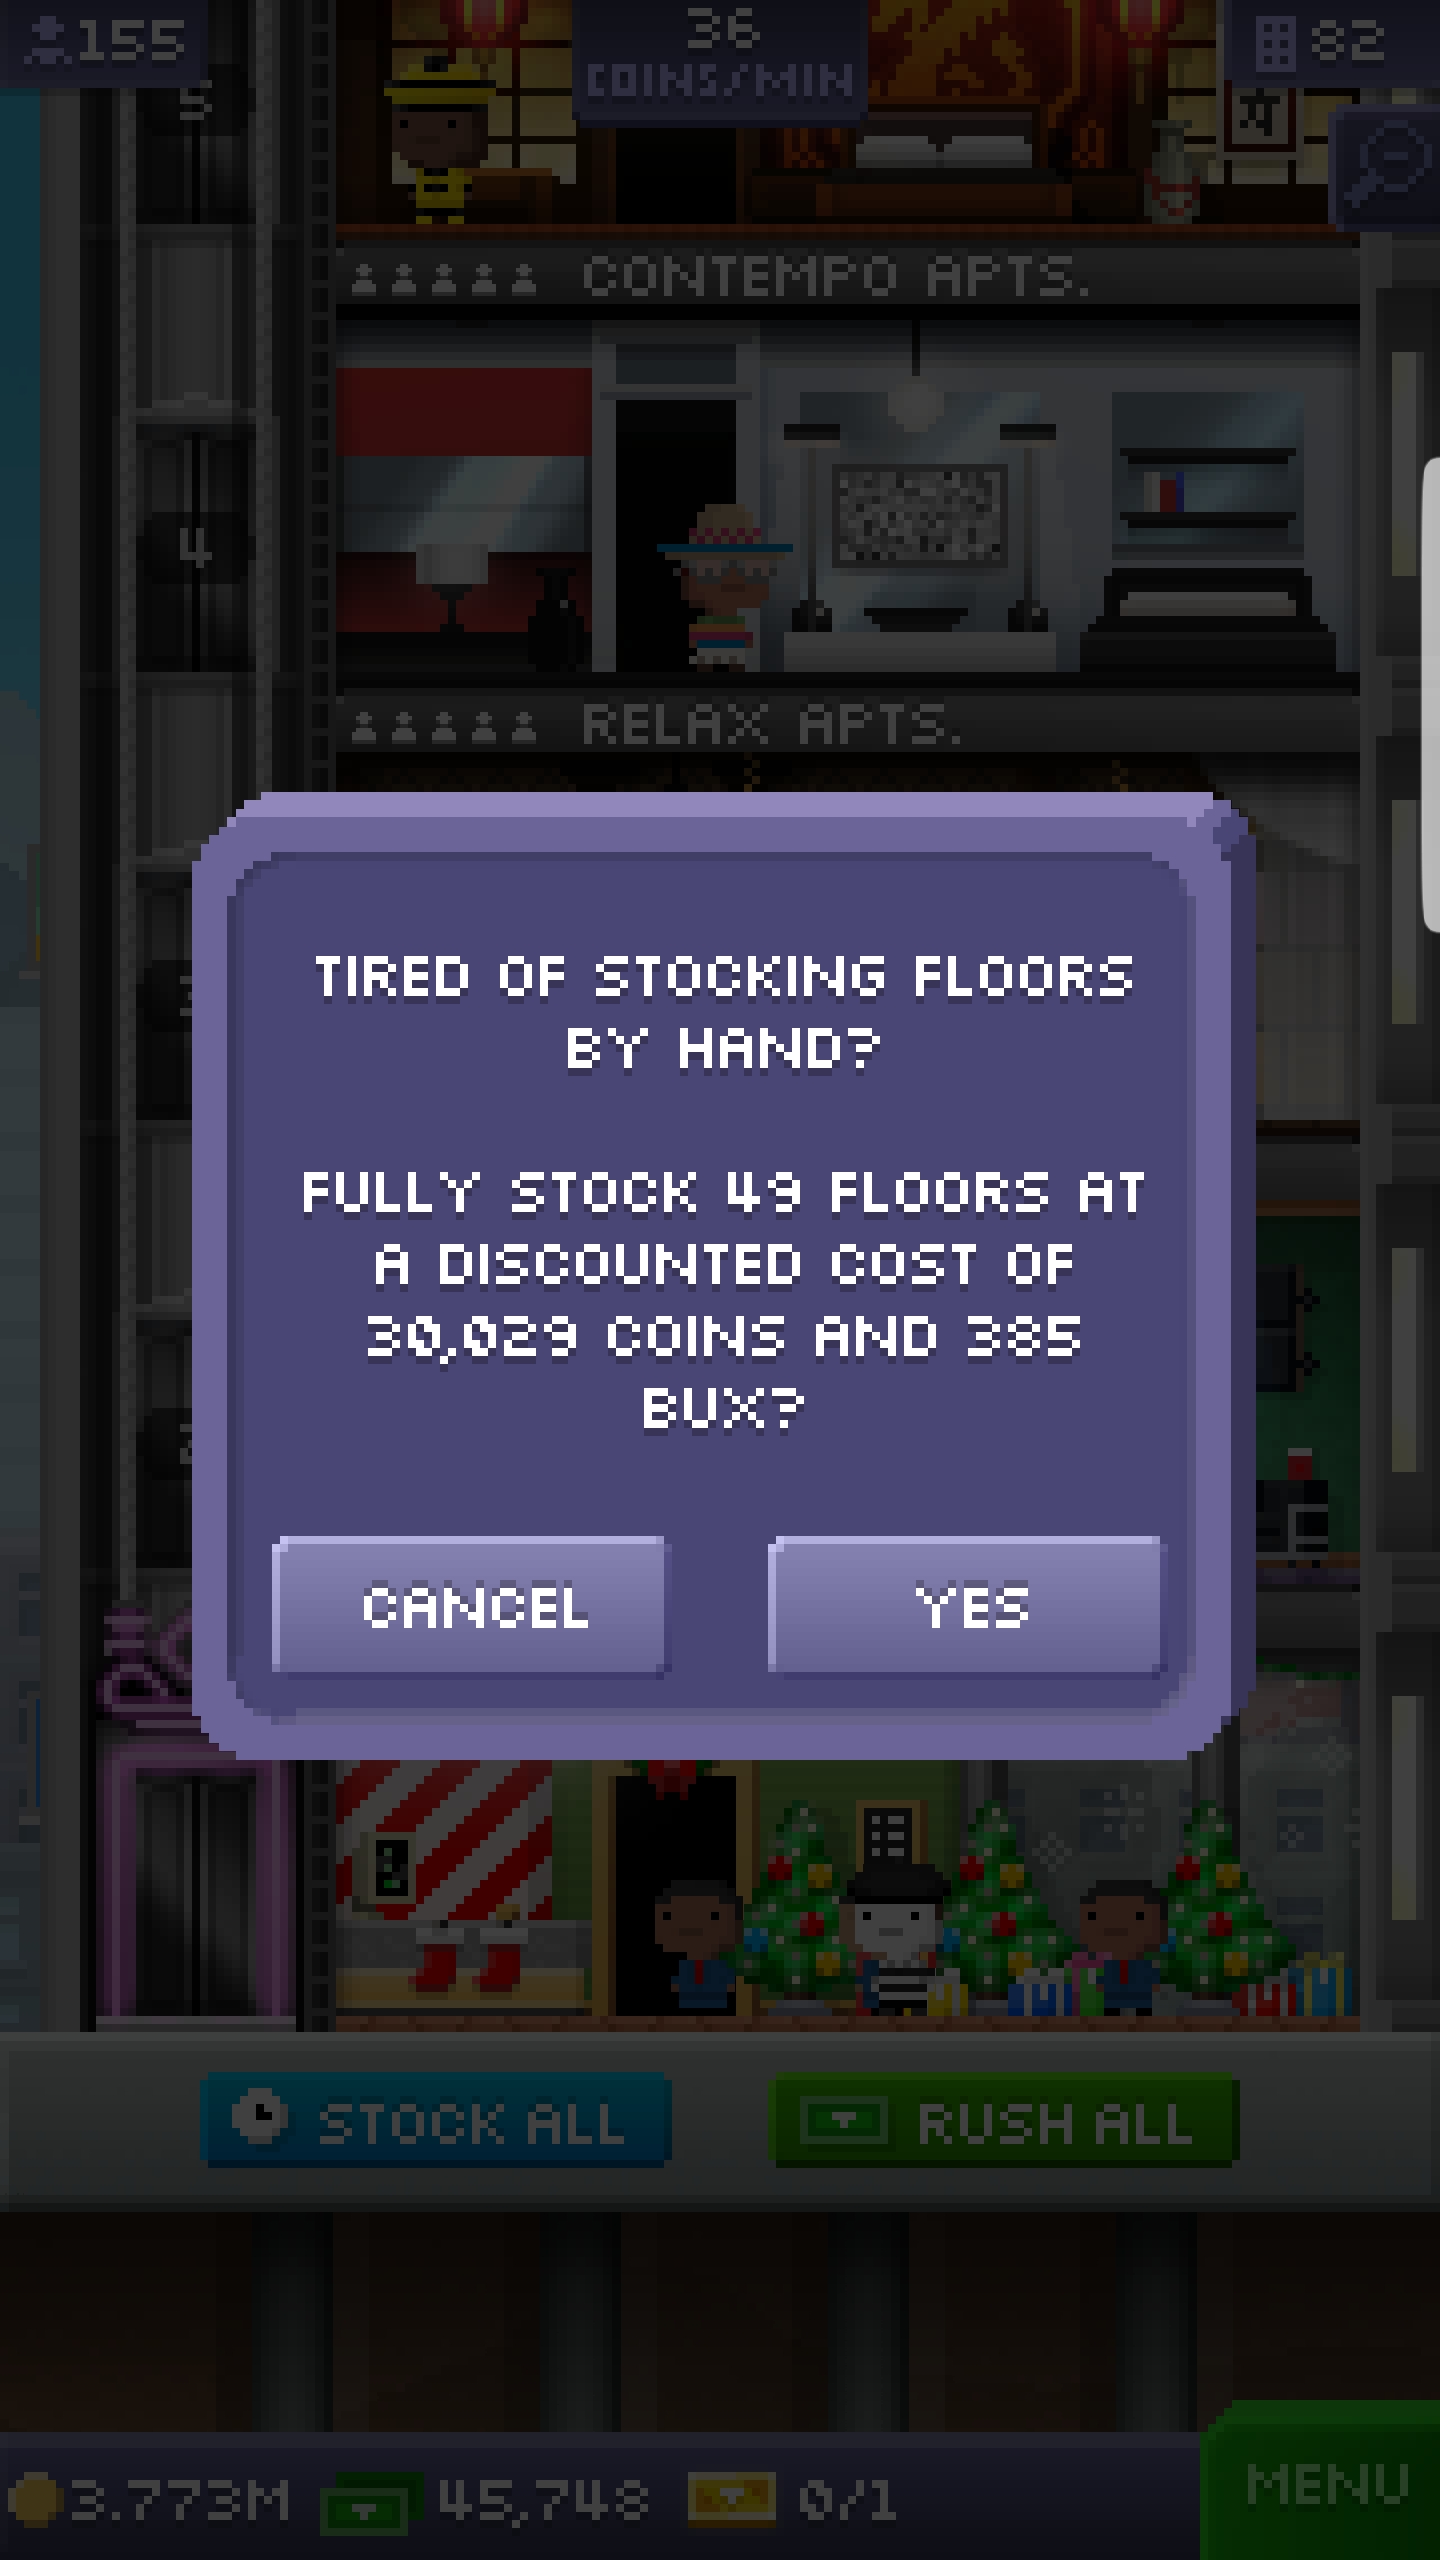 155
36
COINS/MIN
82
5
CONTEMPO APTS.
4
RELAX APTS.
TIRED OF STOCKING FLOORS
BY HAND?
FULLY STOCK 49 FLOORS AT
A DISCOUNTED COST OF
30,029 COINS AND 385
BUX?
CANCEL
YES
STOCK ALL
RUSH ALL
3.773M
45,748
0/1
MENU